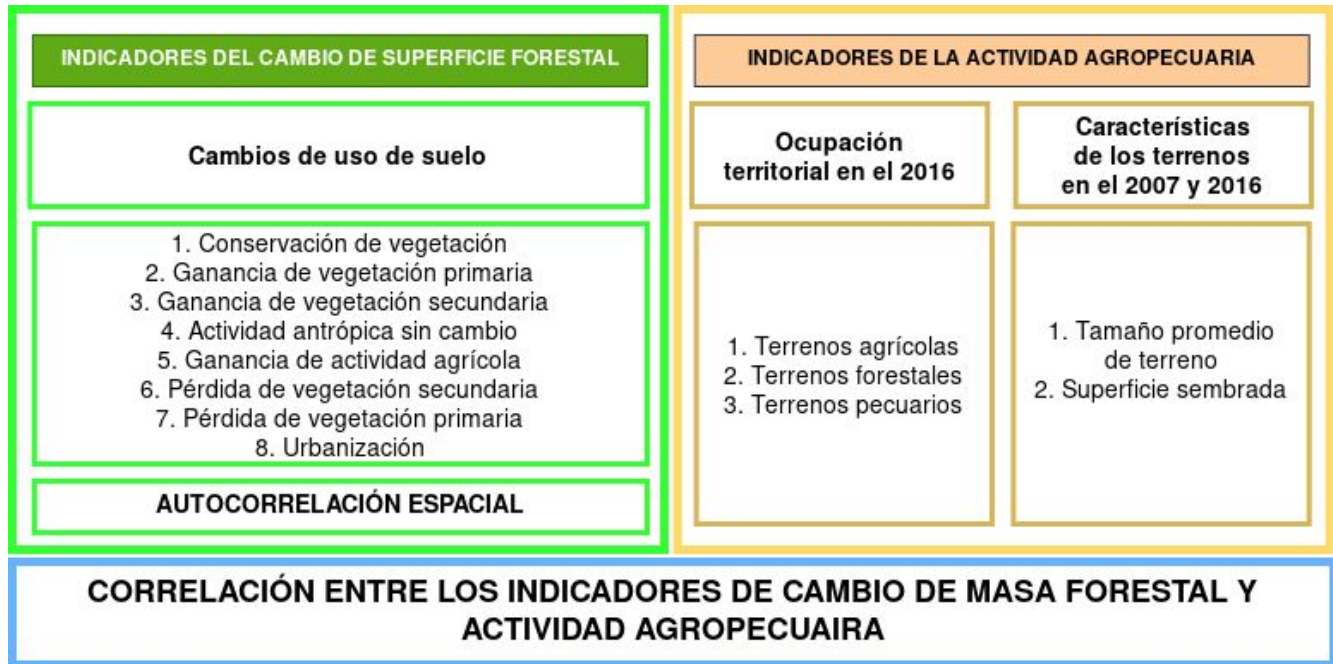 INDICADORES DEL CAMBIO DE SUPERFICIE FORESTAL
Cambios de uso de suelo
1. Conservación de vegetación
2. Ganancia de vegetación primaria
3. Ganancia de vegetación secundaria
4. Actividad antrópica sin cambio
5. Ganancia de actividad agrícola
6. Pérdida de vegetación secundaria
7. Pérdida de vegetación primaria
8. Urbanización
AUTOCORRELACIÓN ESPACIAL
INDICADORES DE LA ACTIVIDAD AGROPECUARIA
Ocupación
territorial en el 2016
1. Terrenos agrícolas
2. Terrenos forestales
3. Terrenos pecuarios
Características
de los terrenos
en el 2007 y 2016
1. Tamaño promedio
de terreno
2. Superficie sembrada
CORRELACIÓN ENTRE LOS INDICADORES DE CAMBIO DE MASA FORESTAL Y
ACTIVIDAD AGROPECUAIRA